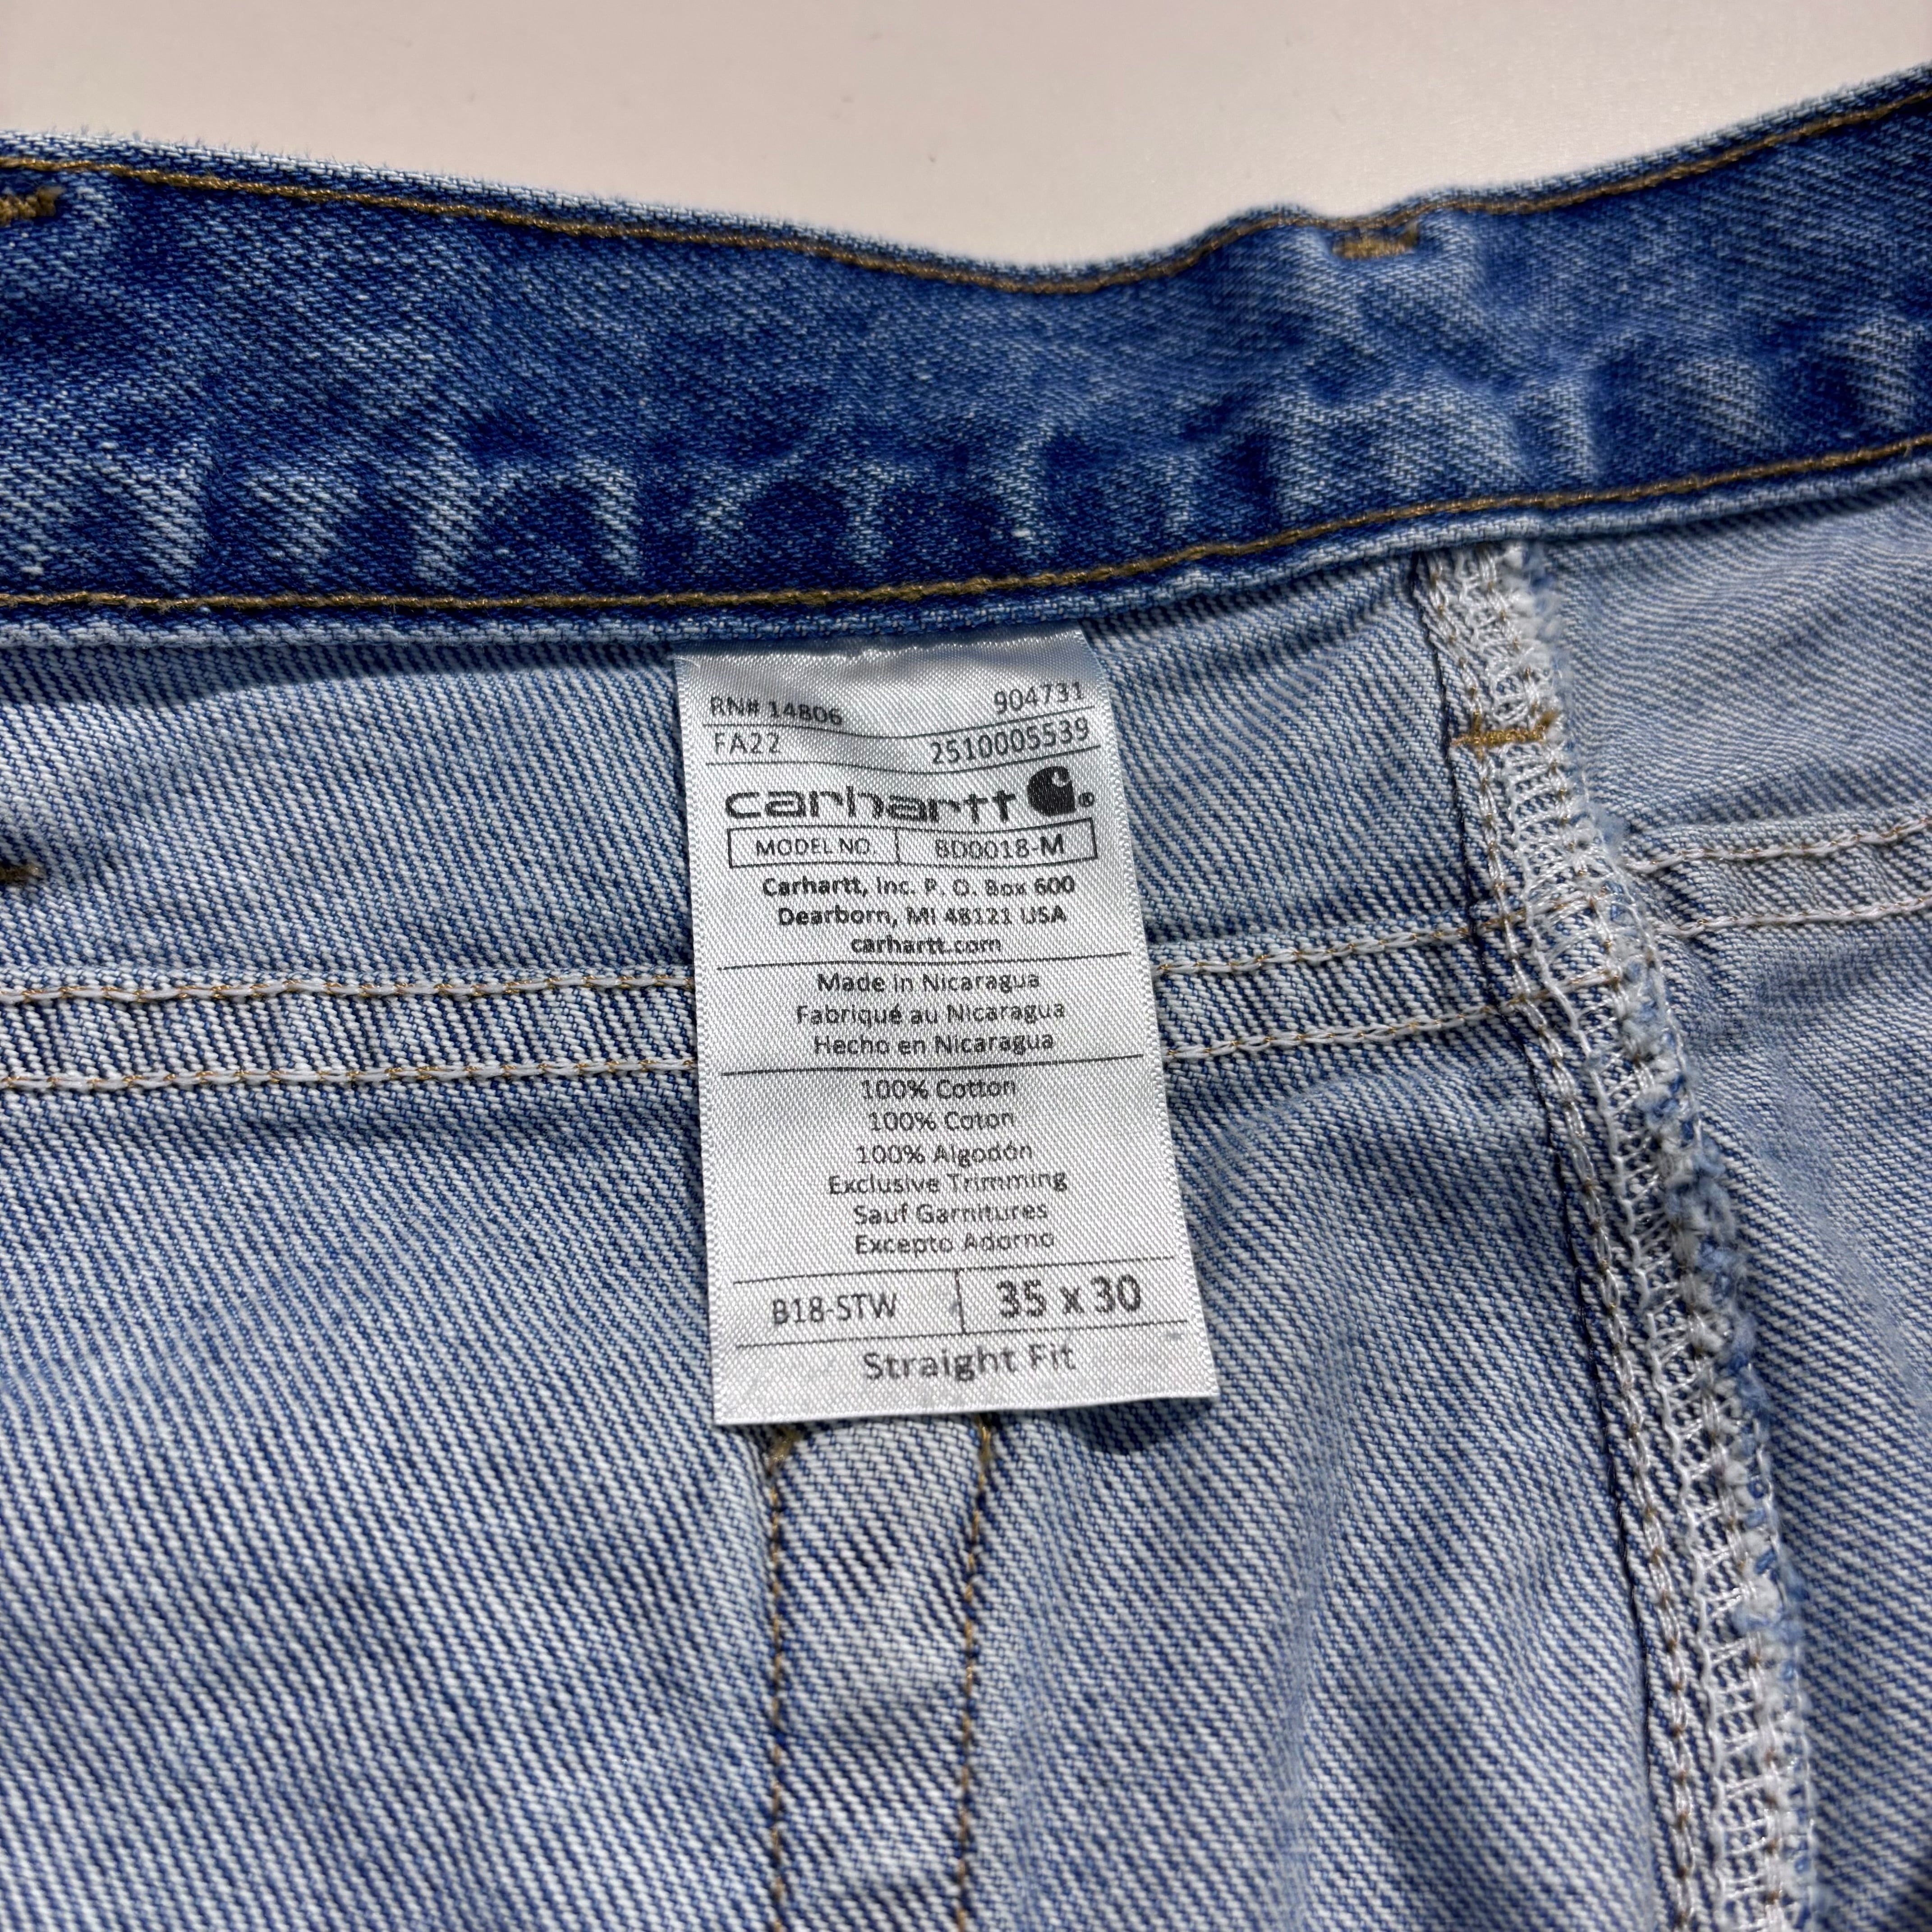 RN# 14806 904731
FA22 2510005539
carhartt®
MODEL NO. BD0018-M
Carhartt, Inc. P. O. Box 600
Dearborn, MI 48121 USA
carhartt.com
Made in Nicaragua
Fabriqué au Nicaragua
Hecho en Nicaragua
100% Cotton
100% Coton
100% Algodón
Exclusive Trimming
Sauf Garnitures
Excepto Adorno
B18-STW 35 x 30
Straight Fit